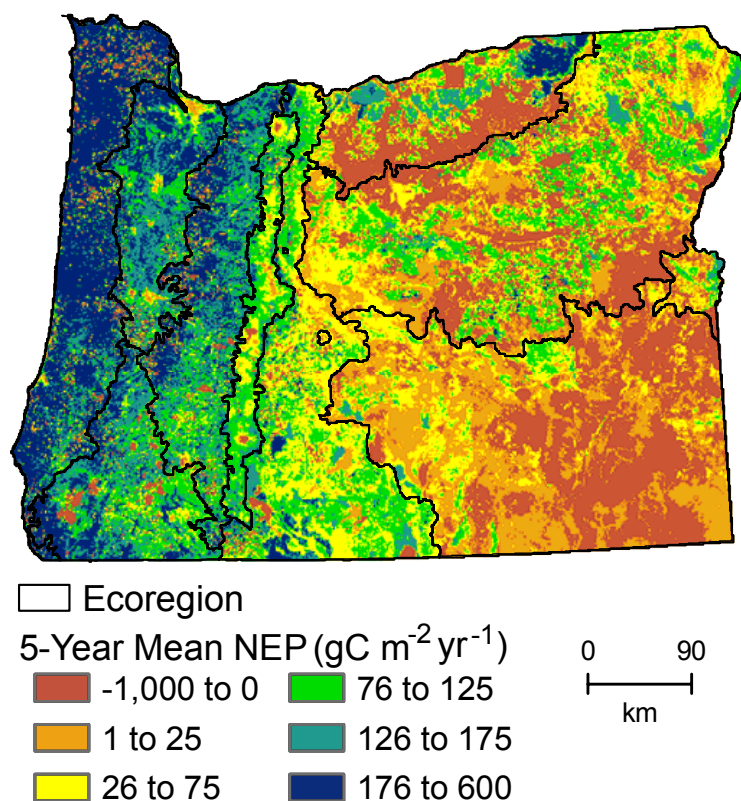 Ecoregion
5-Year Mean NEP (gC m⁻² yr⁻¹)
-1,000 to 0
76 to 125
1 to 25
126 to 175
26 to 75
176 to 600
0 90
km